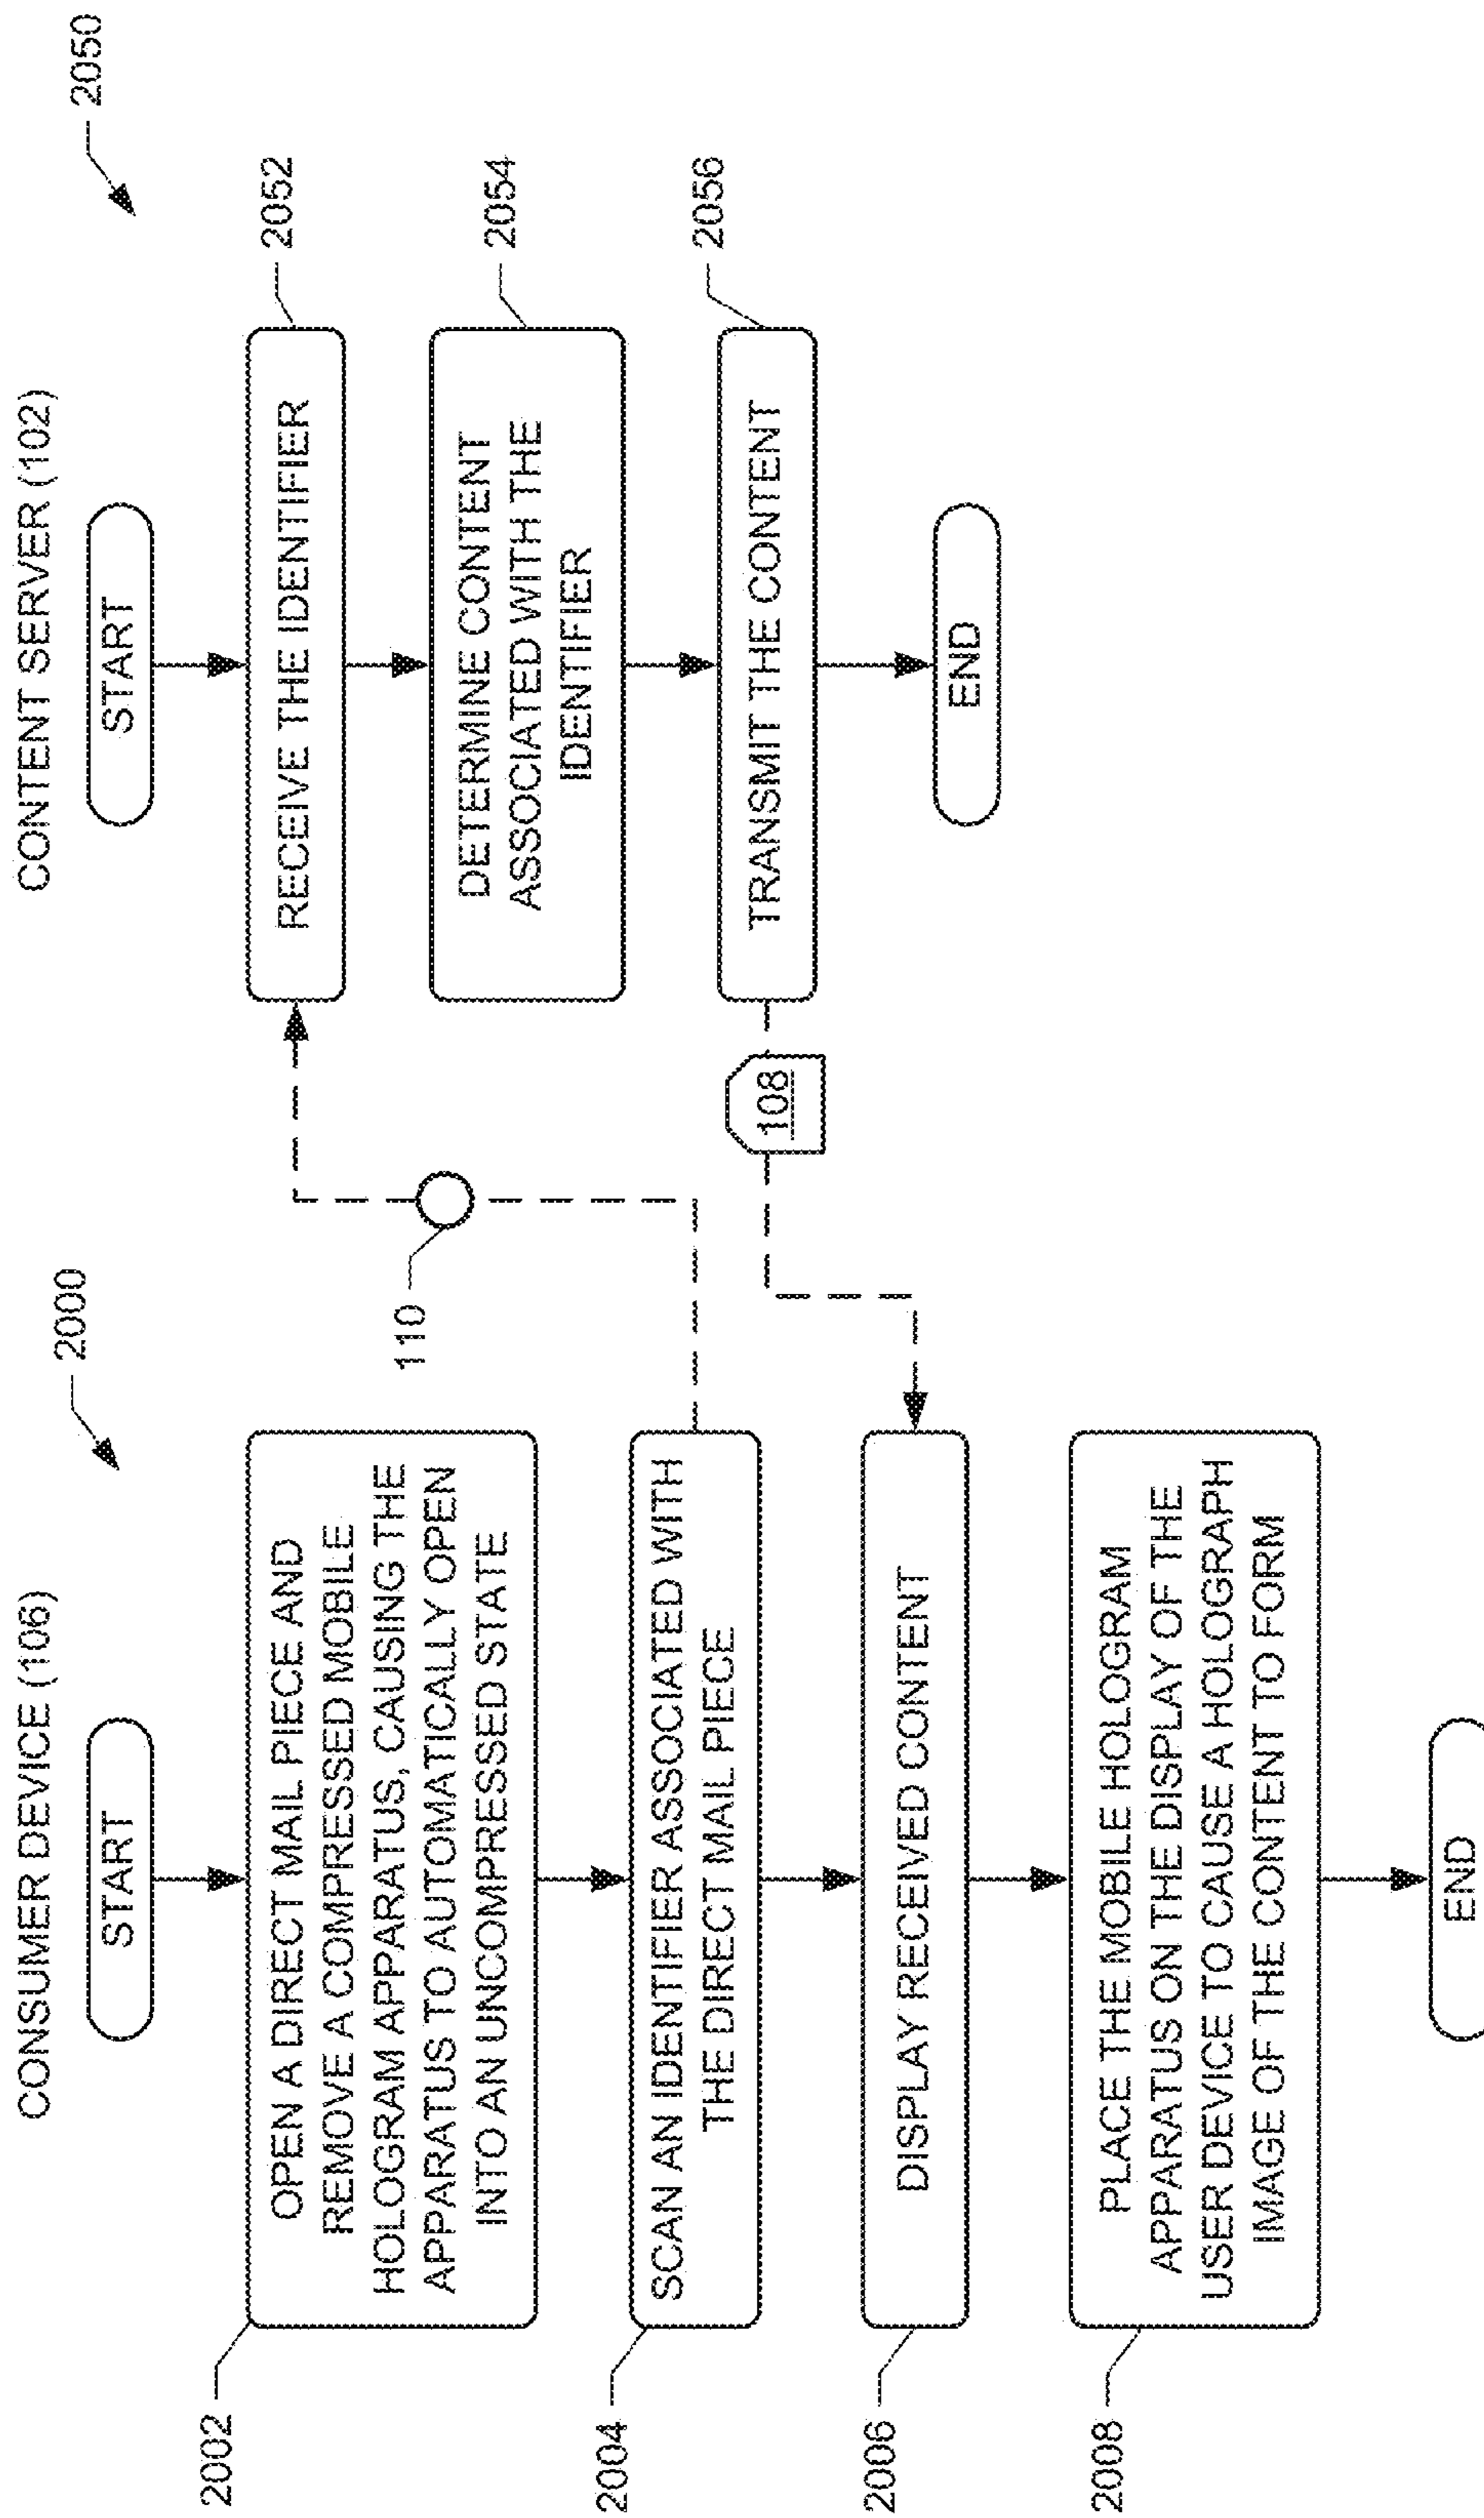 CONSUMER DEVICE (106)
2000
START
2002
OPEN A DIRECT MAIL PIECE AND
REMOVE A COMPRESSED MOBILE
HOLOGRAM APPARATUS, CAUSING THE
APPARATUS TO AUTOMATICALLY OPEN
INTO AN UNCOMPRESSED STATE
110
2004
SCAN AN IDENTIFIER ASSOCIATED WITH
THE DIRECT MAIL PIECE
2006
DISPLAY RECEIVED CONTENT
2008
PLACE THE MOBILE HOLOGRAM
APPARATUS ON THE DISPLAY OF THE
USER DEVICE TO CAUSE A HOLOGRAPH
IMAGE OF THE CONTENT TO FORM
END
CONTENT SERVER (102)
2050
START
RECEIVE THE IDENTIFIER
2052
DETERMINE CONTENT
ASSOCIATED WITH THE
IDENTIFIER
2054
TRANSMIT THE CONTENT
2056
108
END